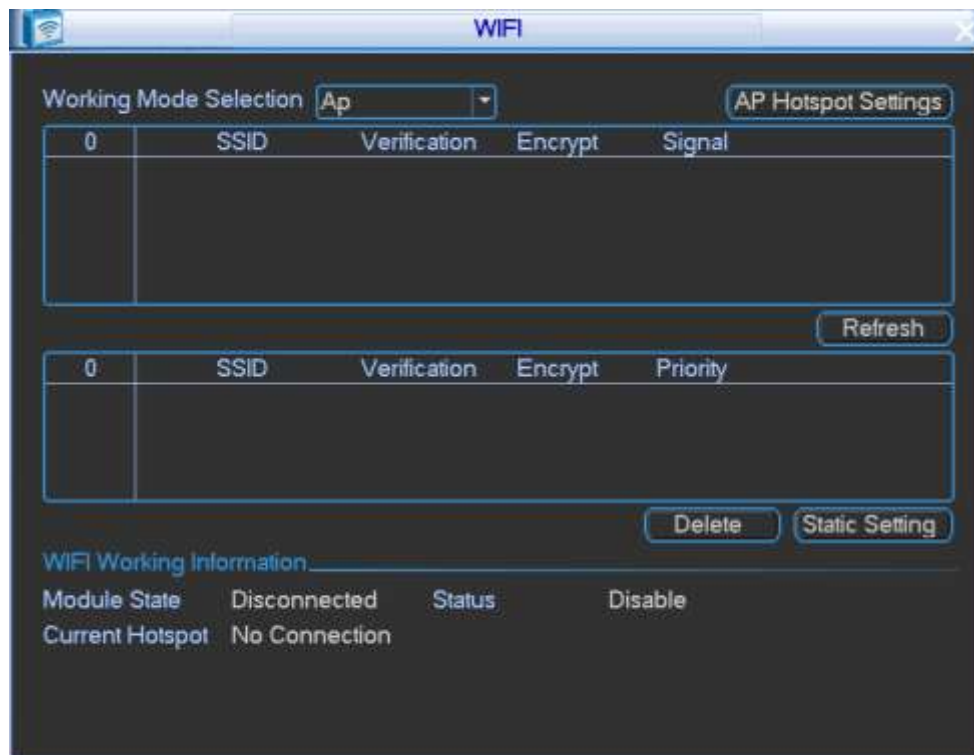 WIFI
Working Mode Selection Ap AP Hotspot Settings
0 SSID Verification Encrypt Signal
Refresh
0 SSID Verification Encrypt Priority
Delete Static Setting
WIFI Working Information
Module State Disconnected Status Disable
Current Hotspot No Connection